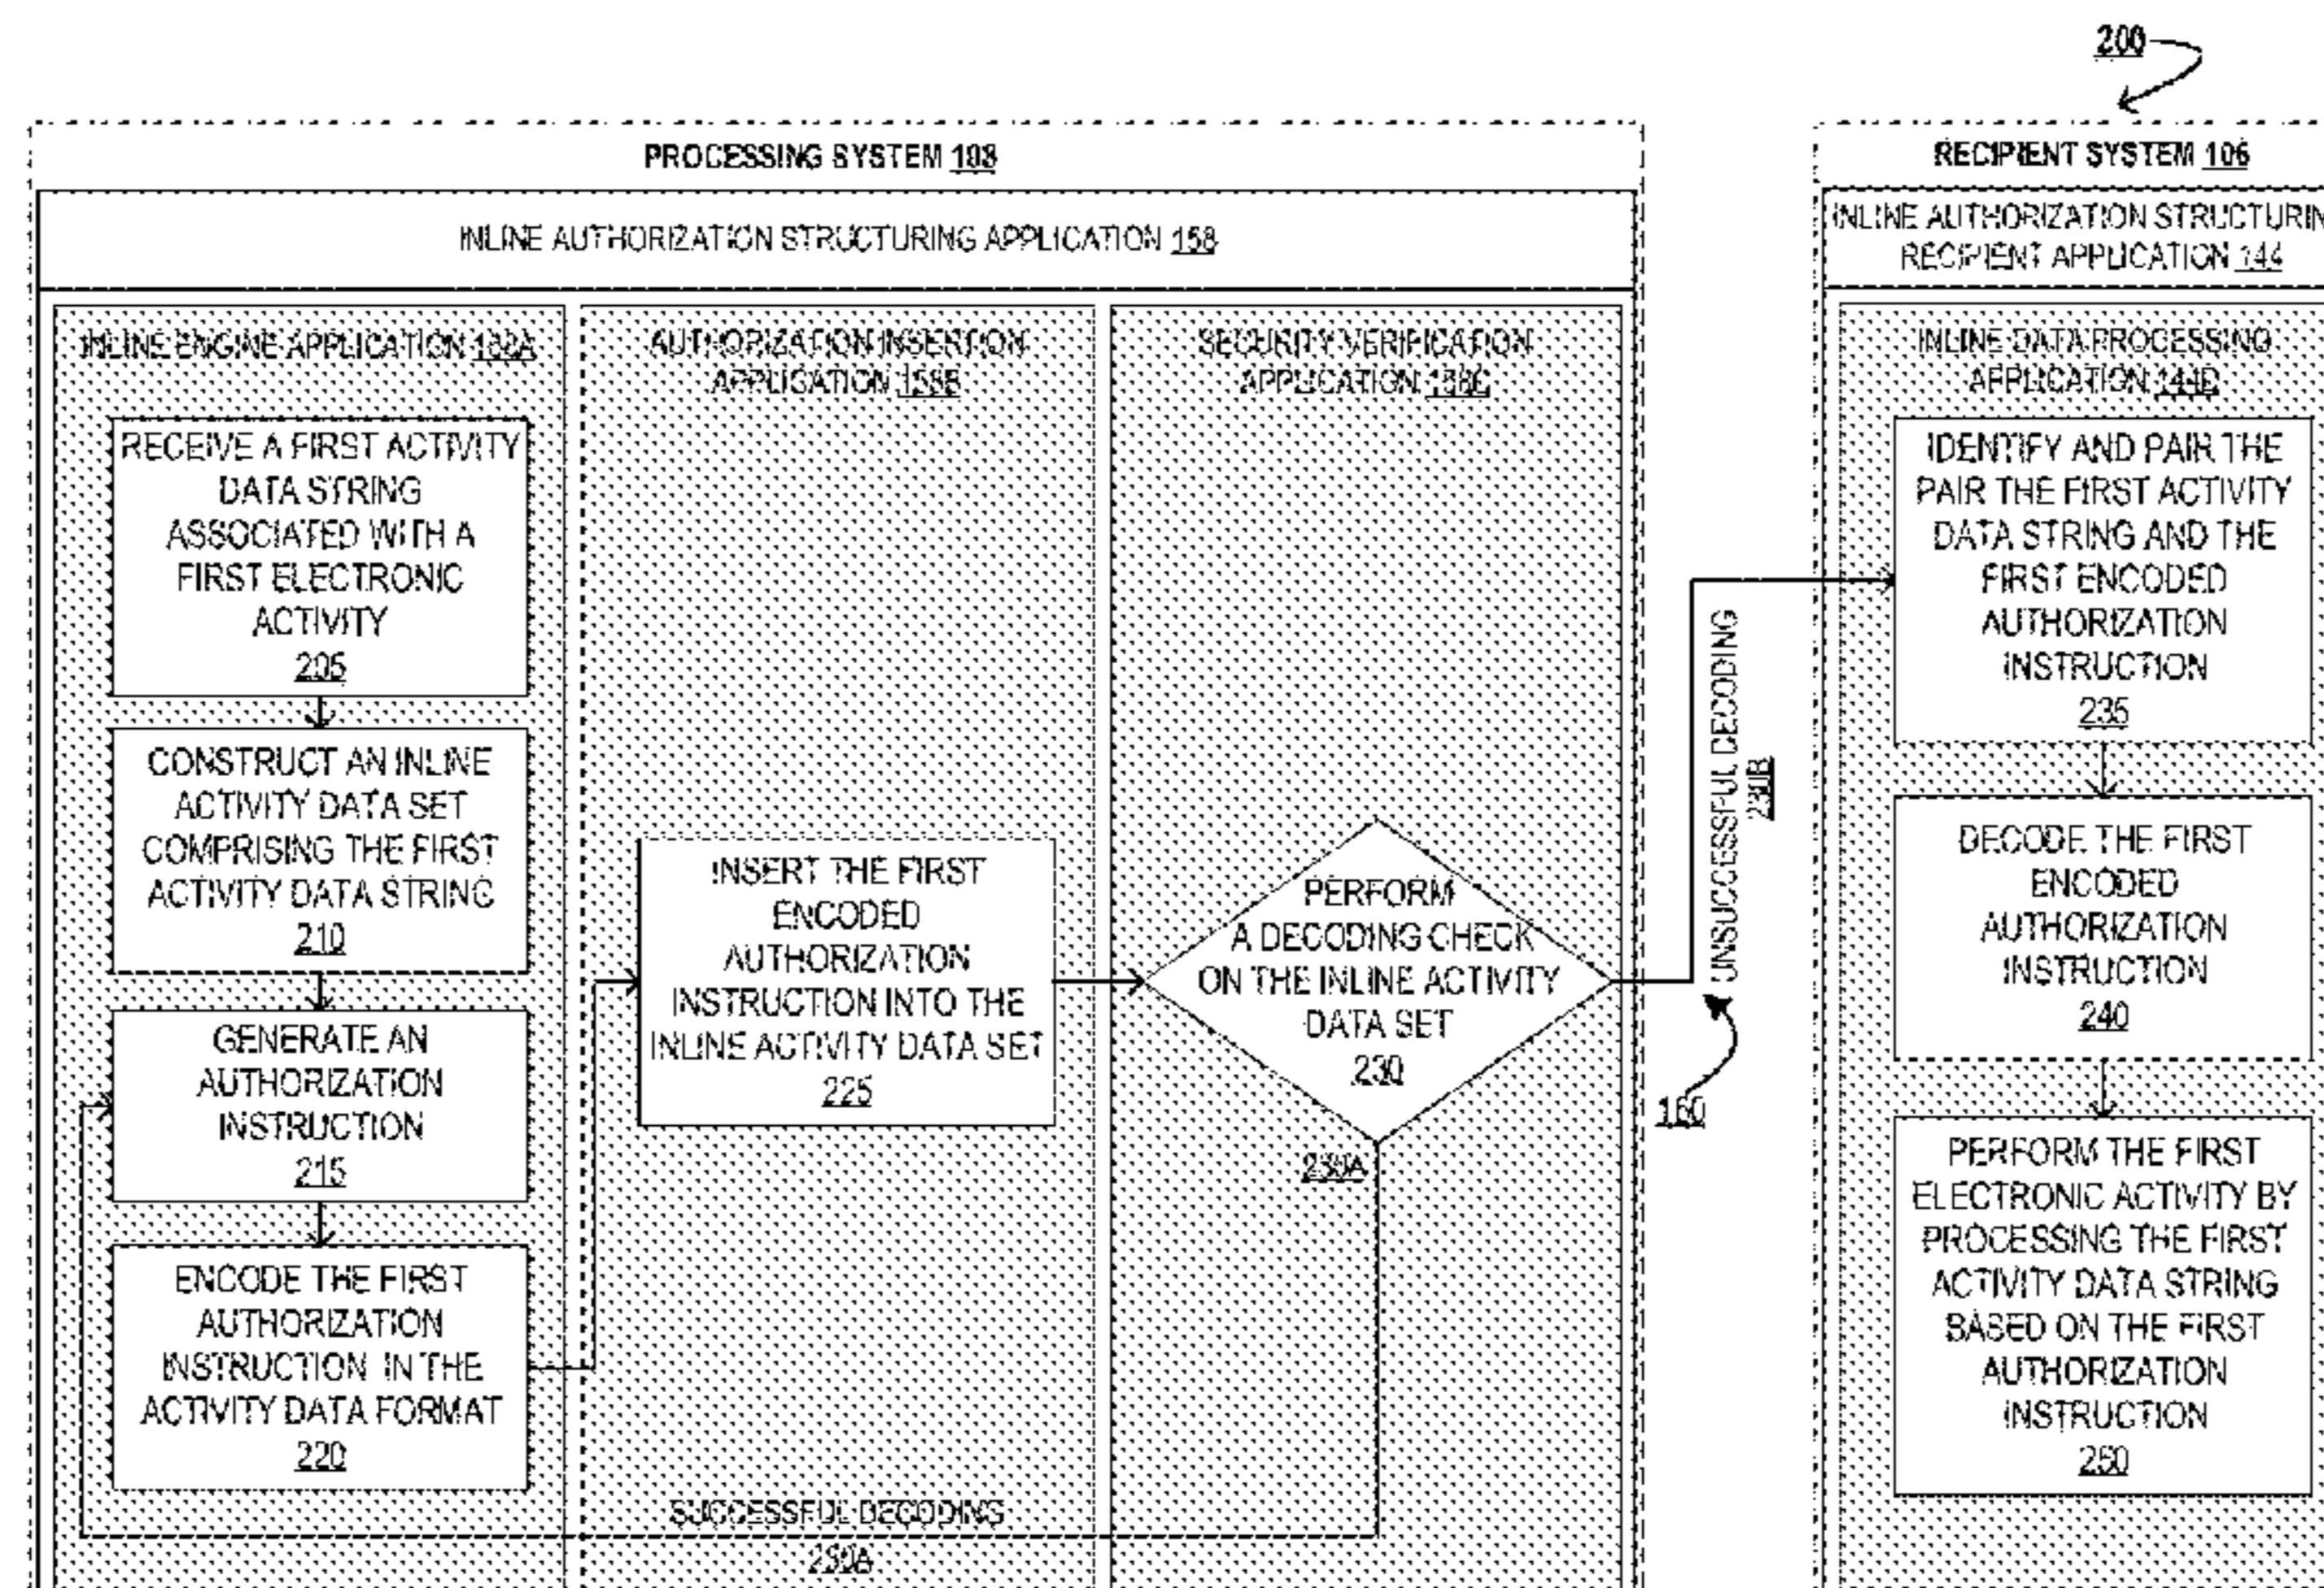 200
PROCESSING SYSTEM 108
INLINE AUTHORIZATION STRUCTURING APPLICATION 158
INLINE ENGINE APPLICATION
RECEIVE A FIRST ACTIVITY
DATA STRING
ASSOCIATED WITH A
FIRST ELECTRONIC
ACTIVITY
205
CONSTRUCT AN INLINE
ACTIVITY DATA SET
COMPRISING THE FIRST
ACTIVITY DATA STRING
210
GENERATE AN
AUTHORIZATION
INSTRUCTION
215
ENCODE THE FIRST
AUTHORIZATION
INSTRUCTION IN THE
ACTIVITY DATA FORMAT
220
AUTHORIZATION INSERTION
APPLICATION 158B
INSERT THE FIRST
ENCODED
AUTHORIZATION
INSTRUCTION INTO THE
INLINE ACTIVITY DATA SET
225
SECURITY VERIFICATION
APPLICATION 158C
PERFORM
A DECODING CHECK
ON THE INLINE ACTIVITY
DATA SET
230
230A
SUCCESSFUL DECODING
230A
UNSUCCESSFUL DECODING
230B
160
RECIPIENT SYSTEM 106
INLINE AUTHORIZATION STRUCTURIN
RECIPIENT APPLICATION 144
INLINE DATA PROCESSING
APPLICATION
IDENTIFY AND PAIR THE
PAIR THE FIRST ACTIVITY
DATA STRING AND THE
FIRST ENCODED
AUTHORIZATION
INSTRUCTION
235
DECODE THE FIRST
ENCODED
AUTHORIZATION
INSTRUCTION
240
PERFORM THE FIRST
ELECTRONIC ACTIVITY BY
PROCESSING THE FIRST
ACTIVITY DATA STRING
BASED ON THE FIRST
AUTHORIZATION
INSTRUCTION
250